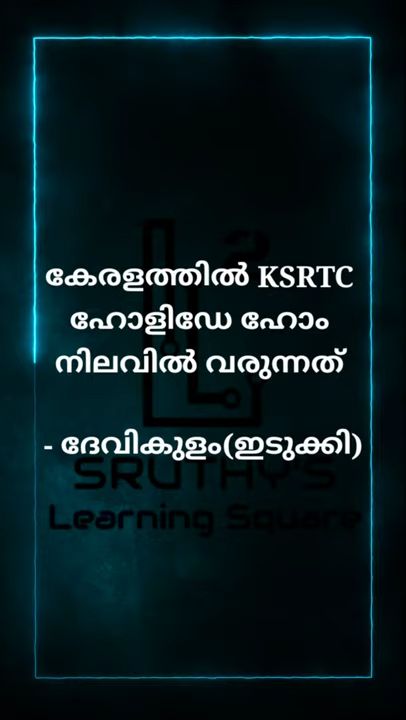 കേരളത്തിൽ KSRTC
ഹോളിഡേ ഹോം
നിലവിൽ വരുന്നത്
- ദേവികുളം(ഇടുക്കി)
SRUTHY'S
Learning Square